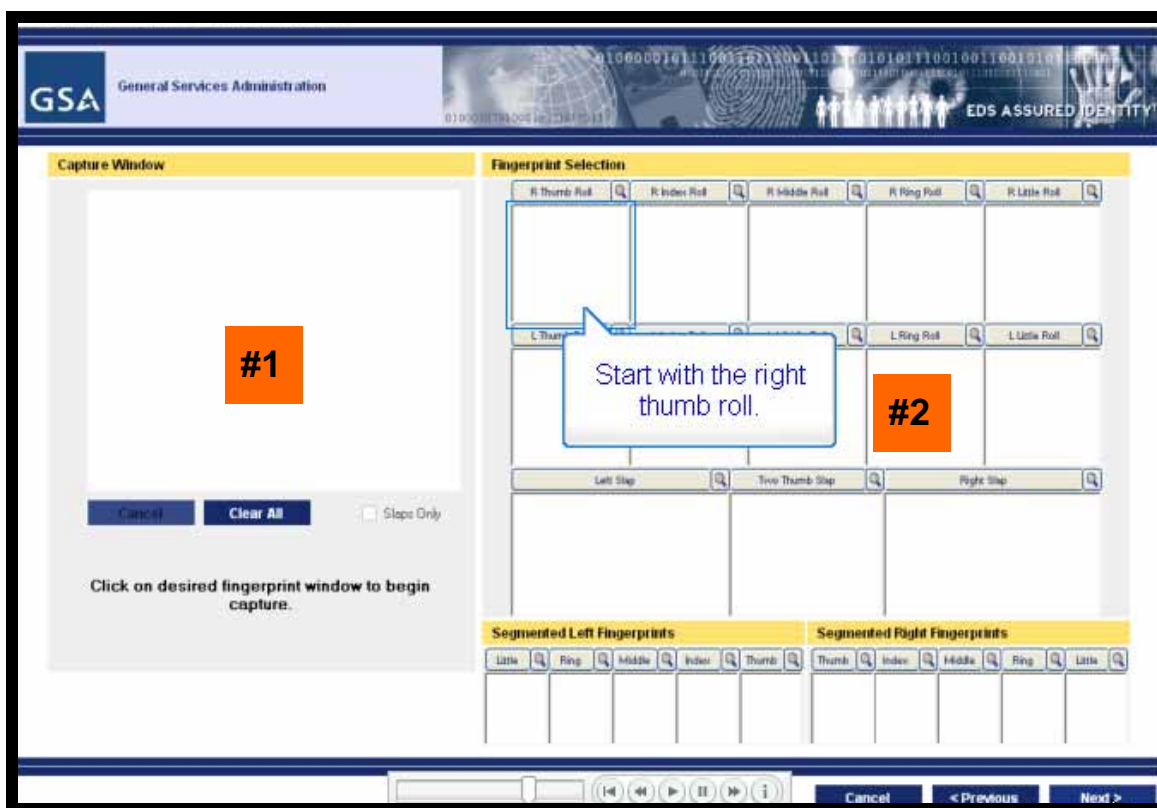 GSA
General Services Administration
EDS ASSURED IDENTITY
Capture Window
Fingerprint Selection
R Thumb Roll
R Index Roll
R Middle Roll
R Ring Roll
R Little Roll
#1
L Ring Roll
L Little Roll
Start with the right
thumb roll.
#2
Left Slap
Two Thumb Slap
Right Slap
Cancel
Clear All
Slaps Only
Click on desired fingerprint window to begin
capture.
Segmented Left Fingerprints
Segmented Right Fingerprints
Little
Ring
Middle
Index
Thumb
Thumb
Index
Middle
Ring
Little
Cancel
< Previous
Next >